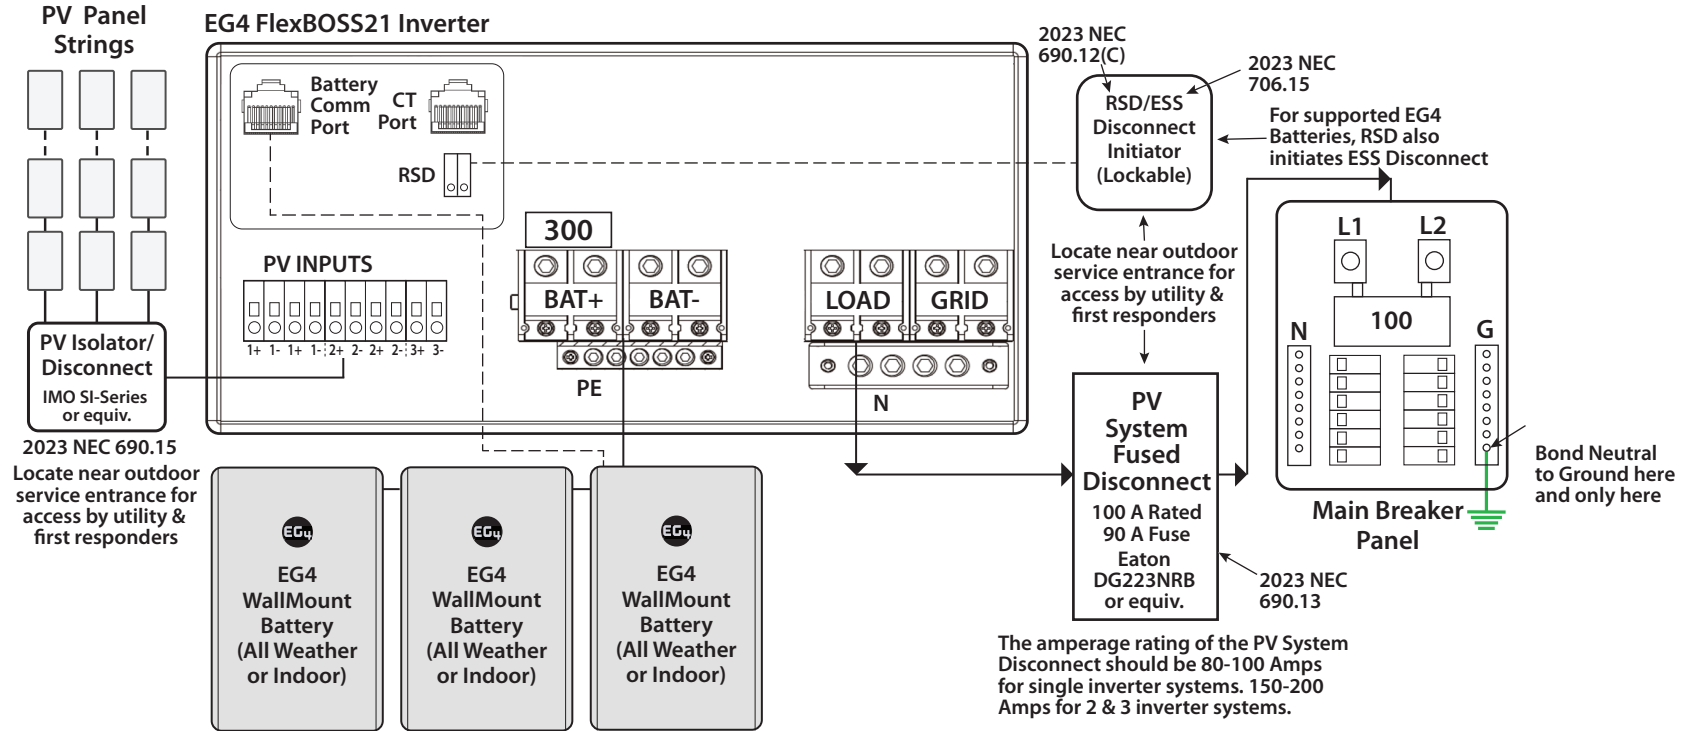 PV Panel
Strings
EG4 FlexBOSS21 Inverter
Battery
Comm
Port
CT
Port
RSD
300
BAT+
BAT-
LOAD
GRID
PV INPUTS
1+ 1- 1+ 1- 2+ 2- 2+ 2- 3+ 3-
PE
N
PV Isolator/
Disconnect
IMO SI-Series
or equiv.
2023 NEC 690.15
Locate near outdoor
service entrance for
access by utility &
first responders
EG4
EG4
WallMount
Battery
(All Weather
or Indoor)
EG4
EG4
WallMount
Battery
(All Weather
or Indoor)
EG4
EG4
WallMount
Battery
(All Weather
or Indoor)
2023 NEC
690.12(C)
2023 NEC
706.15
RSD/ESS
Disconnect
Initiator
(Lockable)
For supported EG4
Batteries, RSD also
initiates ESS Disconnect
Locate near outdoor
service entrance for
access by utility &
first responders
PV
System
Fused
Disconnect
100 A Rated
90 A Fuse
Eaton
DG223NRB
or equiv.
2023 NEC
690.13
The amperage rating of the PV System
Disconnect should be 80-100 Amps
for single inverter systems. 150-200
Amps for 2 & 3 inverter systems.
L1
L2
100
N
G
Main Breaker
Panel
Bond Neutral
to Ground here
and only here